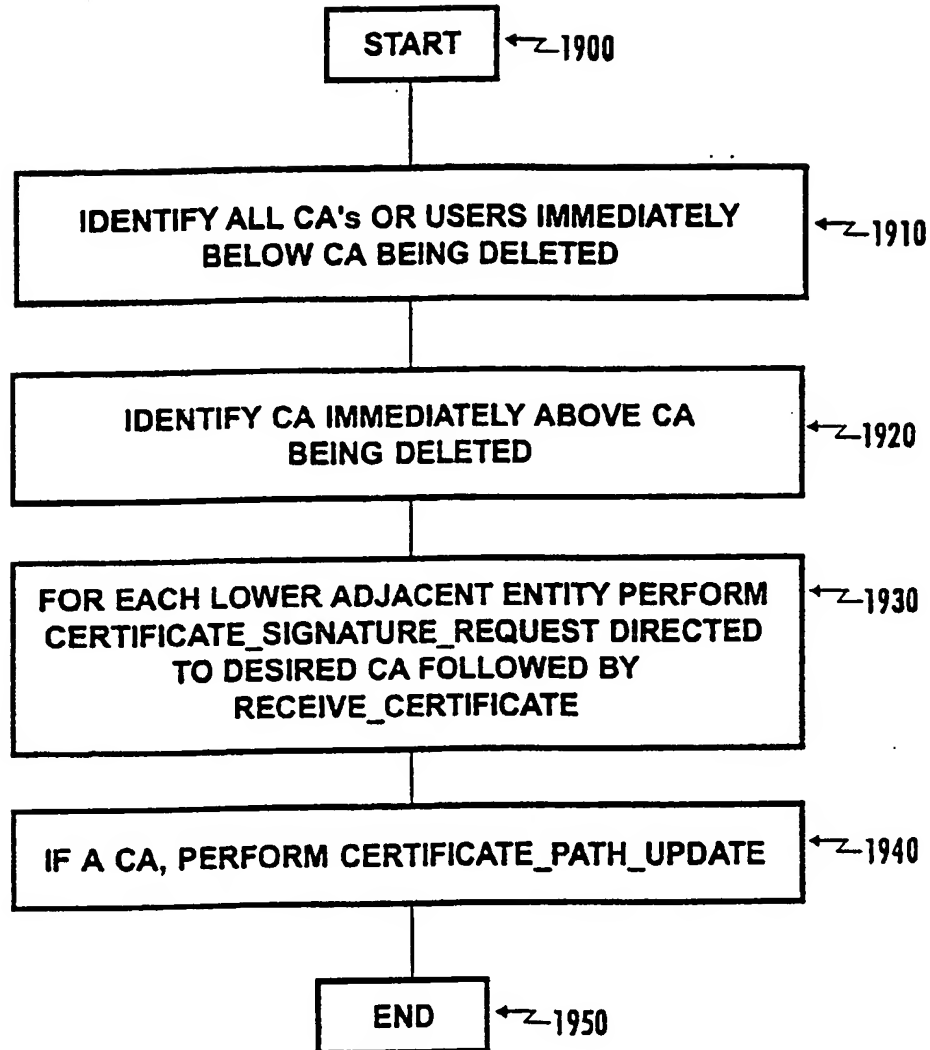 START
1900
IDENTIFY ALL CA's OR USERS IMMEDIATELY
BELOW CA BEING DELETED
1910
IDENTIFY CA IMMEDIATELY ABOVE CA
BEING DELETED
1920
FOR EACH LOWER ADJACENT ENTITY PERFORM
CERTIFICATE_SIGNATURE_REQUEST DIRECTED
TO DESIRED CA FOLLOWED BY
RECEIVE_CERTIFICATE
1930
IF A CA, PERFORM CERTIFICATE_PATH_UPDATE
1940
END
1950